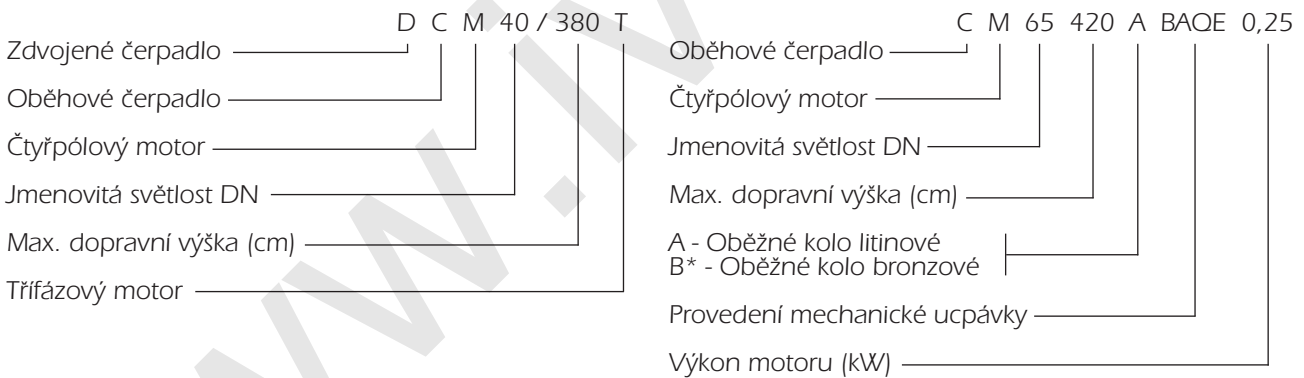 D C M 40 / 380 T
Zdvojené čerpadlo
Oběhové čerpadlo
Čtyřpólový motor
Jmenovitá světlost DN
Max. dopravní výška (cm)
Třífázový motor
C M 65 420 A BAQE 0,25
Oběhové čerpadlo
Čtyřpólový motor
Jmenovitá světlost DN
Max. dopravní výška (cm)
A - Oběžné kolo litinové
B* - Oběžné kolo bronzové
Provedení mechanické ucpávky
Výkon motoru (kW)